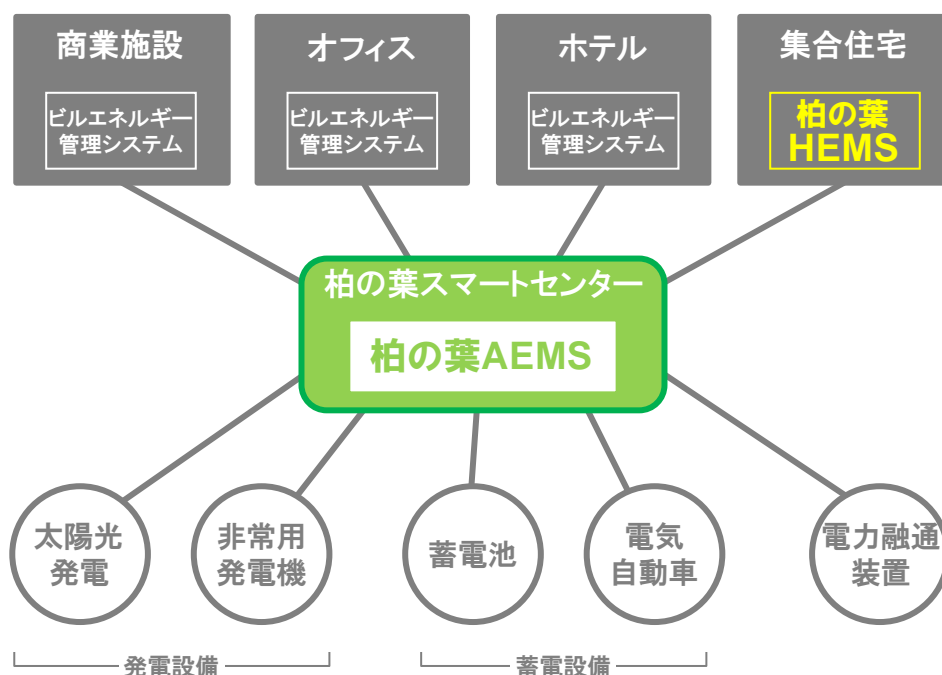 商業施設
オフィス
ホテル
集合住宅
ビルエネルギー
管理システム
ビルエネルギー
管理システム
ビルエネルギー
管理システム
柏の葉
HEMS
柏の葉スマートセンター
柏の葉AEMS
太陽光
発電
非常用
発電機
蓄電池
電気
自動車
電力融通
装置
発電設備
蓄電設備